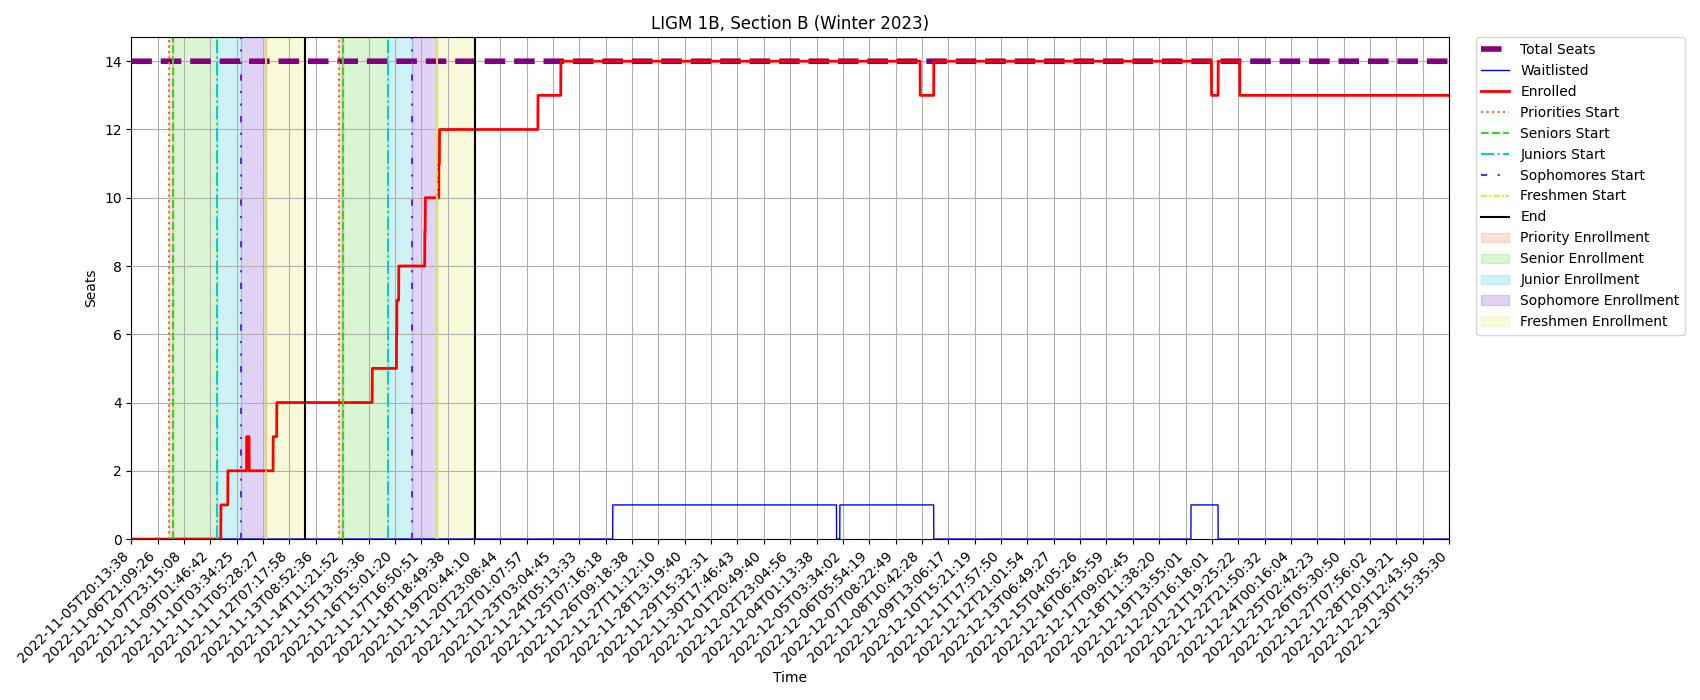 LIGM 1B, Section B (Winter 2023)
Total Seats
Waitlisted
Enrolled
Priorities Start
Seniors Start
Juniors Start
Sophomores Start
Freshmen Start
End
Priority Enrollment
Senior Enrollment
Junior Enrollment
Sophomore Enrollment
Freshmen Enrollment
Seats
14
12
10
8
6
4
2
0
2022-11-05T20:13:38
2022-11-06T21:09:26
2022-11-07T23:15:08
2022-11-09T01:46:42
2022-11-10T03:34:25
2022-11-11T05:28:27
2022-11-12T07:17:58
2022-11-13T08:52:36
2022-11-14T11:21:52
2022-11-15T13:05:36
2022-11-16T15:01:20
2022-11-17T16:50:51
2022-11-18T18:49:38
2022-11-19T20:44:10
2022-11-20T23:08:44
2022-11-22T01:07:57
2022-11-23T03:04:45
2022-11-24T05:13:33
2022-11-25T07:16:18
2022-11-26T09:18:38
2022-11-27T11:12:10
2022-11-28T13:19:40
2022-11-29T15:32:31
2022-11-30T17:46:43
2022-12-01T20:49:40
2022-12-02T23:04:56
2022-12-04T01:13:38
2022-12-05T03:34:02
2022-12-06T05:54:19
2022-12-07T08:22:49
2022-12-08T10:42:28
2022-12-09T13:06:17
2022-12-10T15:21:19
2022-12-11T17:57:50
2022-12-12T21:01:54
2022-12-13T06:49:27
2022-12-15T04:05:26
2022-12-16T06:45:59
2022-12-17T09:02:45
2022-12-18T11:38:20
2022-12-19T13:55:01
2022-12-20T16:18:01
2022-12-21T19:25:22
2022-12-22T21:50:32
2022-12-24T00:16:04
2022-12-25T02:42:23
2022-12-26T05:30:50
2022-12-27T07:56:02
2022-12-28T10:19:21
2022-12-29T12:43:50
2022-12-30T15:35:30
Time